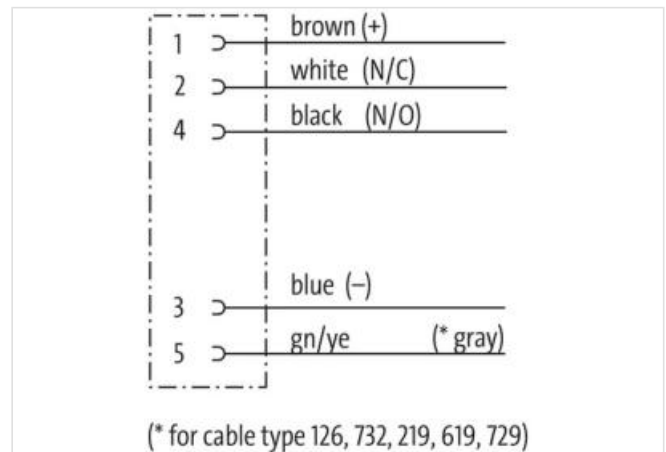 1 brown (+)
2 white (N/C)
4 black (N/O)
3 blue (–)
5 gn/ye (* gray)
(* for cable type 126, 732, 219, 619, 729)